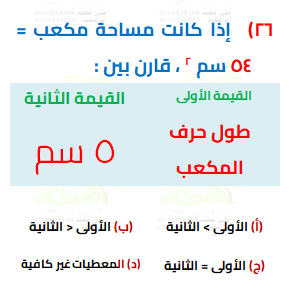 ٢٦) إذا كانت مساحة مكعب =
٥٤ سم ٢ ، قارن بين :
القيمة الأولى
القيمة الثانية
طول حرف
المكعب
٥ سم
(أ) الأولى > الثانية
(ب) الأولى < الثانية
(ج) الأولى = الثانية
(د) المعطيات غير كافية